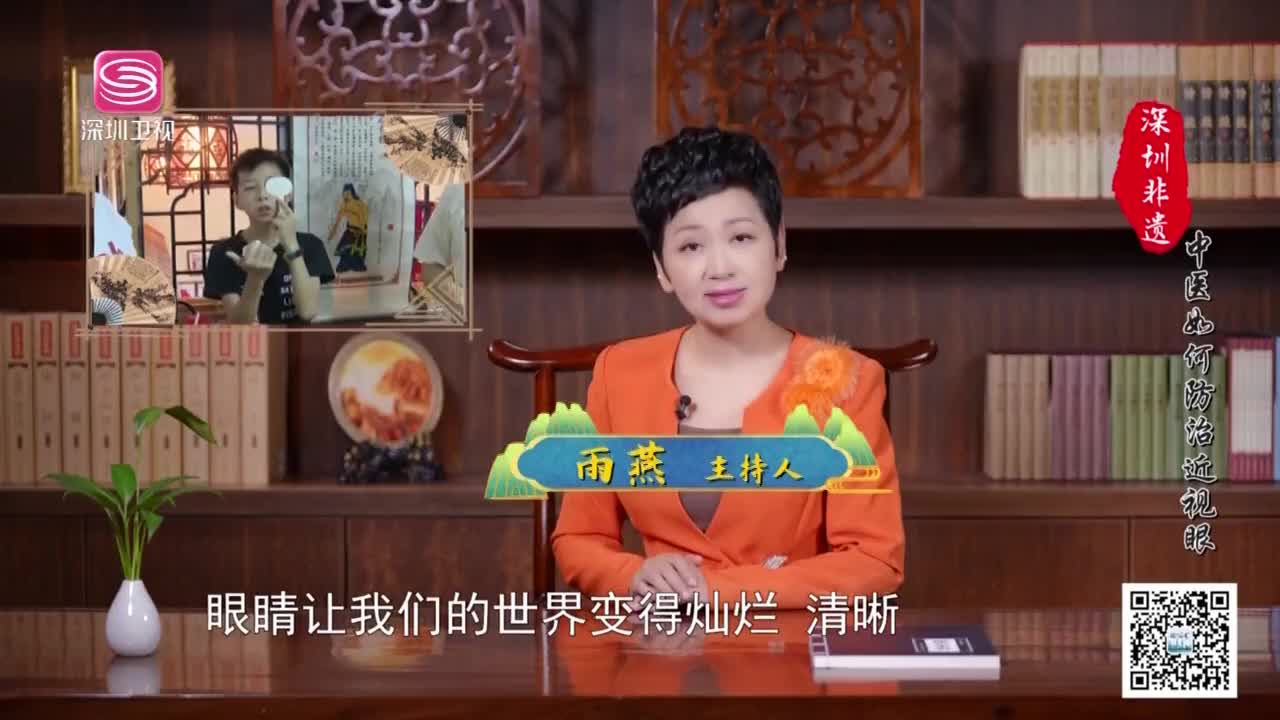 深圳卫视
深圳非遗
中医如何防治近视眼
雨燕 主持人
眼睛让我们的世界变得灿烂 清晰